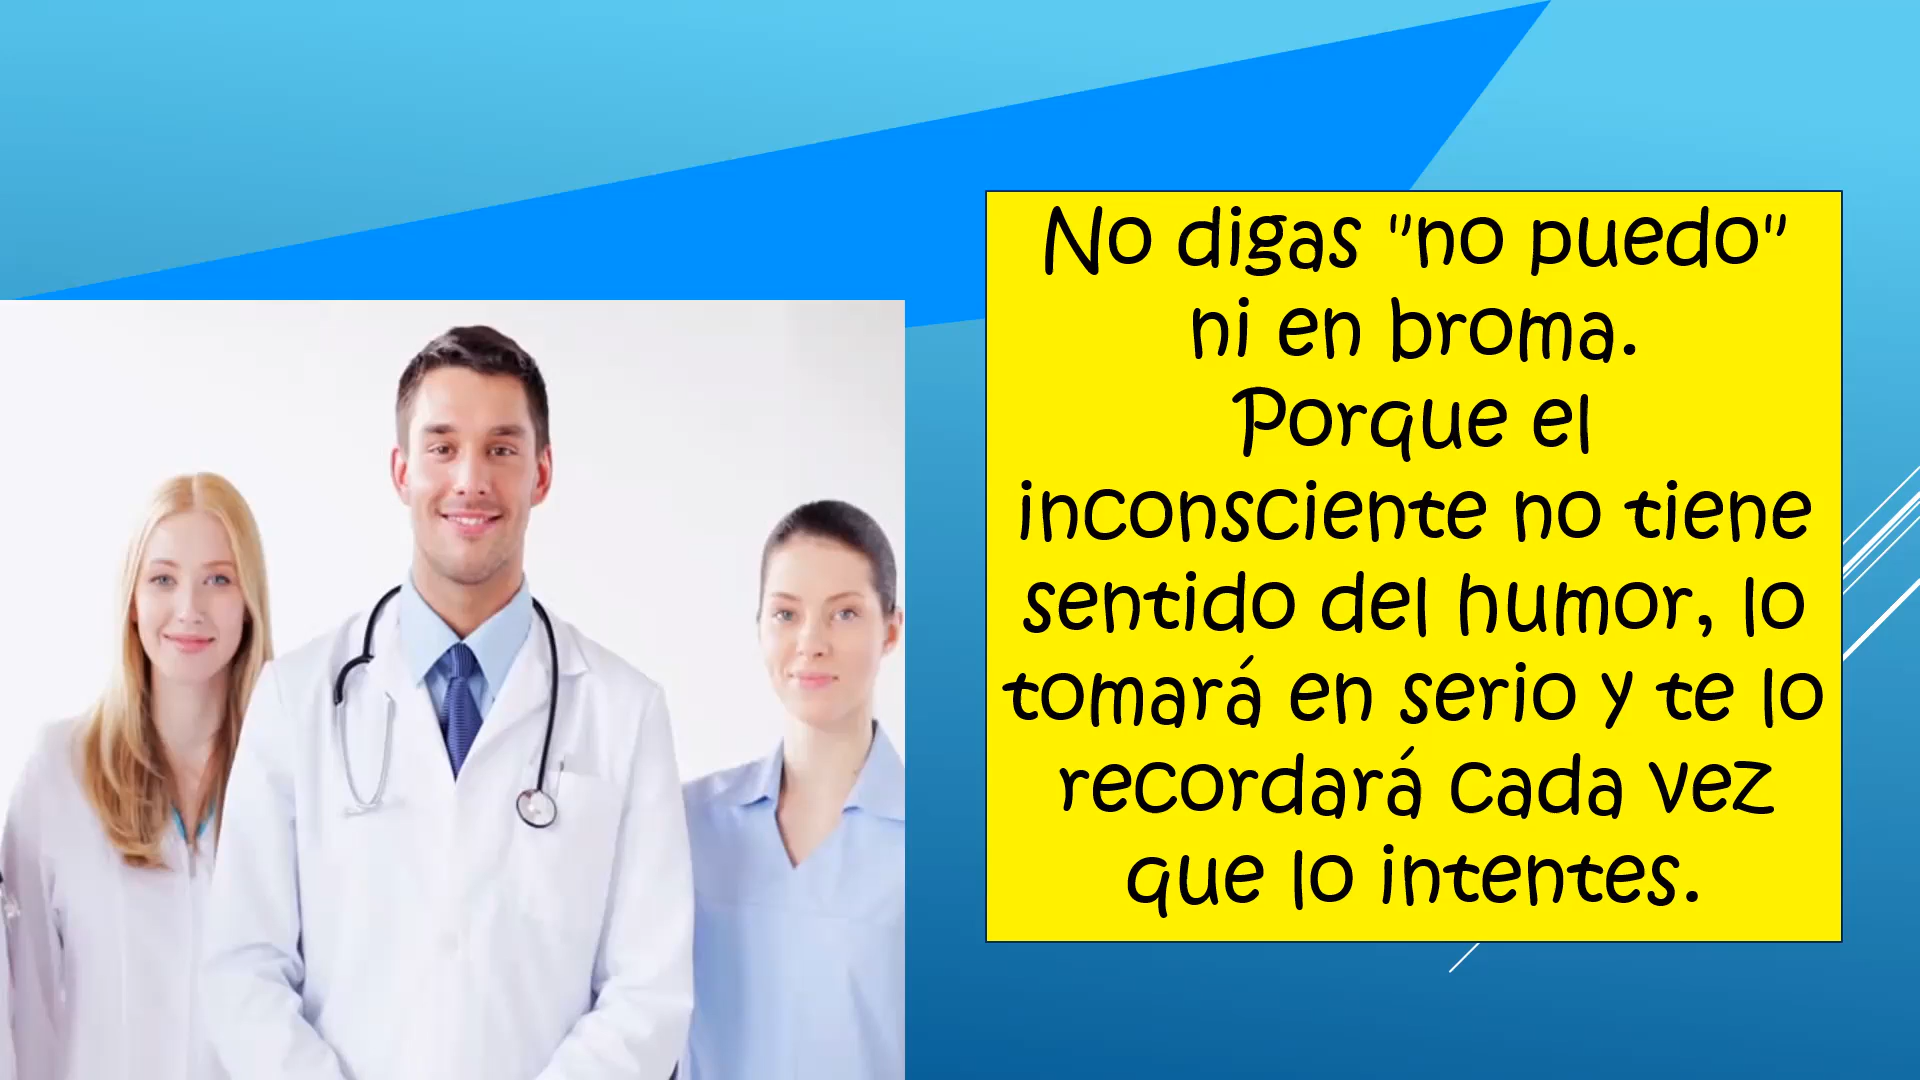 No digas "no puedo"
ni en broma.
Porque el
inconsciente no tiene
sentido del humor, lo
tomará en serio y te lo
recordará cada vez
que lo intentes.